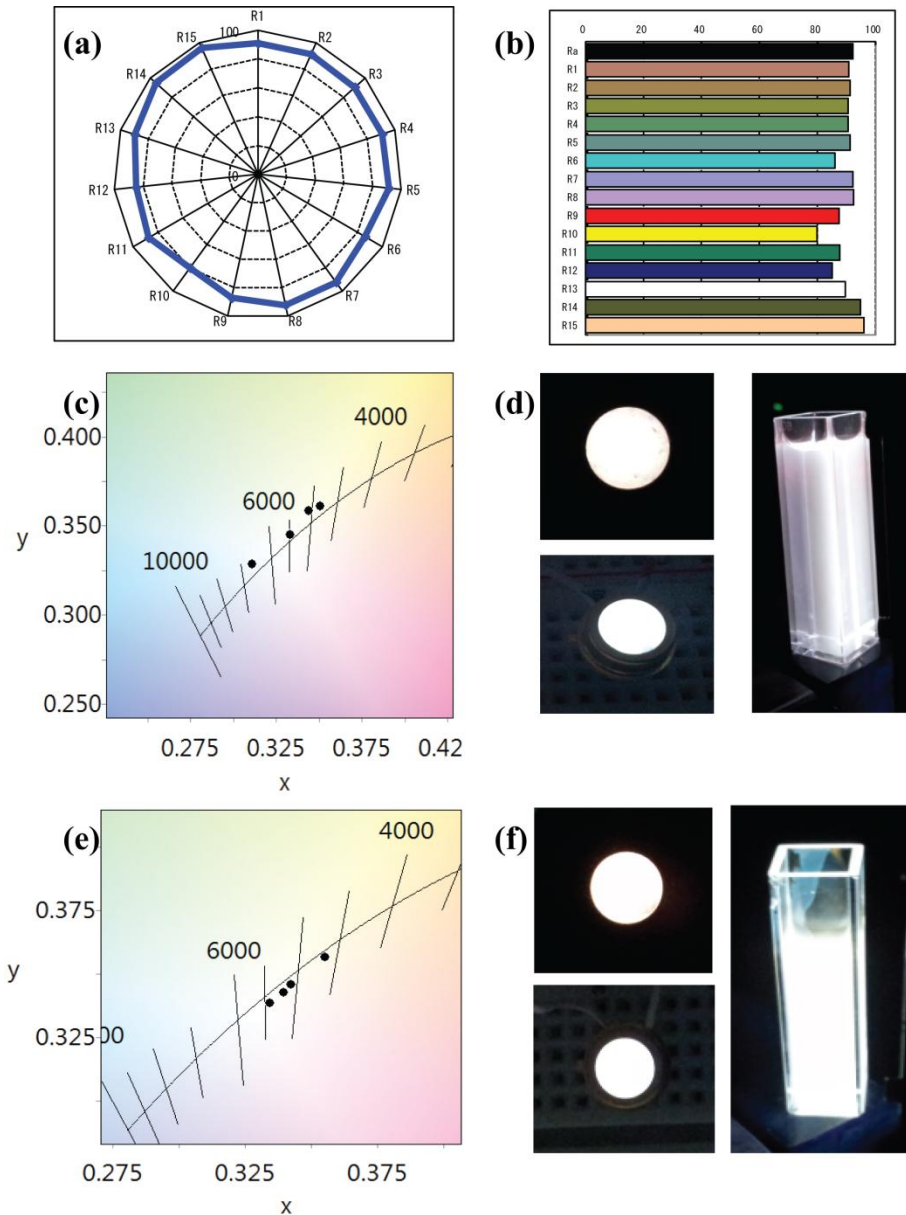 (a)
R1
R2
R3
R4
R5
R6
R7
R8
R9
R10
R11
R12
R13
R14
R15
100
0
(b)
0 20 40 60 80 100
Ra
R1
R2
R3
R4
R5
R6
R7
R8
R9
R10
R11
R12
R13
R14
R15
(c)
4000
6000
10000
0.400
0.350
0.300
0.250
y
0.275 0.325 0.375 0.42
x
(d)
(e)
4000
6000
00
0.375
0.325
y
0.275 0.325 0.375
x
(f)